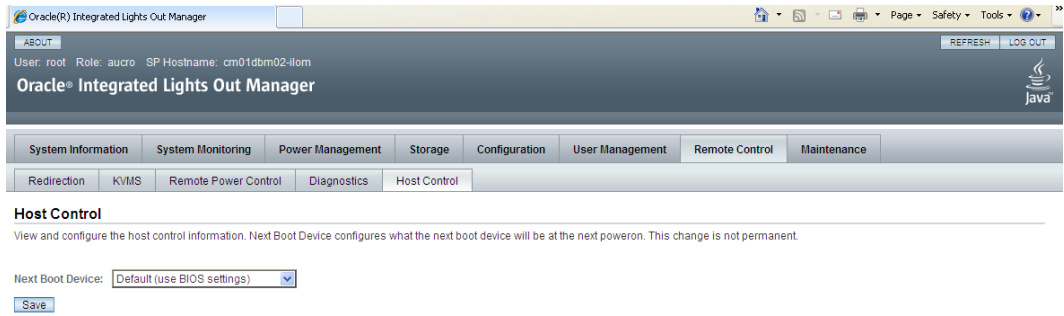 Oracle(R) Integrated Lights Out Manager
Page Safety Tools »
ABOUT REFRESH LOG OUT
User: root Role: aucro SP Hostname: cm01dbm02-ilom
Oracle® Integrated Lights Out Manager
Java™
System Information System Monitoring Power Management Storage Configuration User Management Remote Control Maintenance
Redirection KVMS Remote Power Control Diagnostics Host Control
Host Control
View and configure the host control information. Next Boot Device configures what the next boot device will be at the next poweron. This change is not permanent.
Next Boot Device: Default (use BIOS settings)
Save